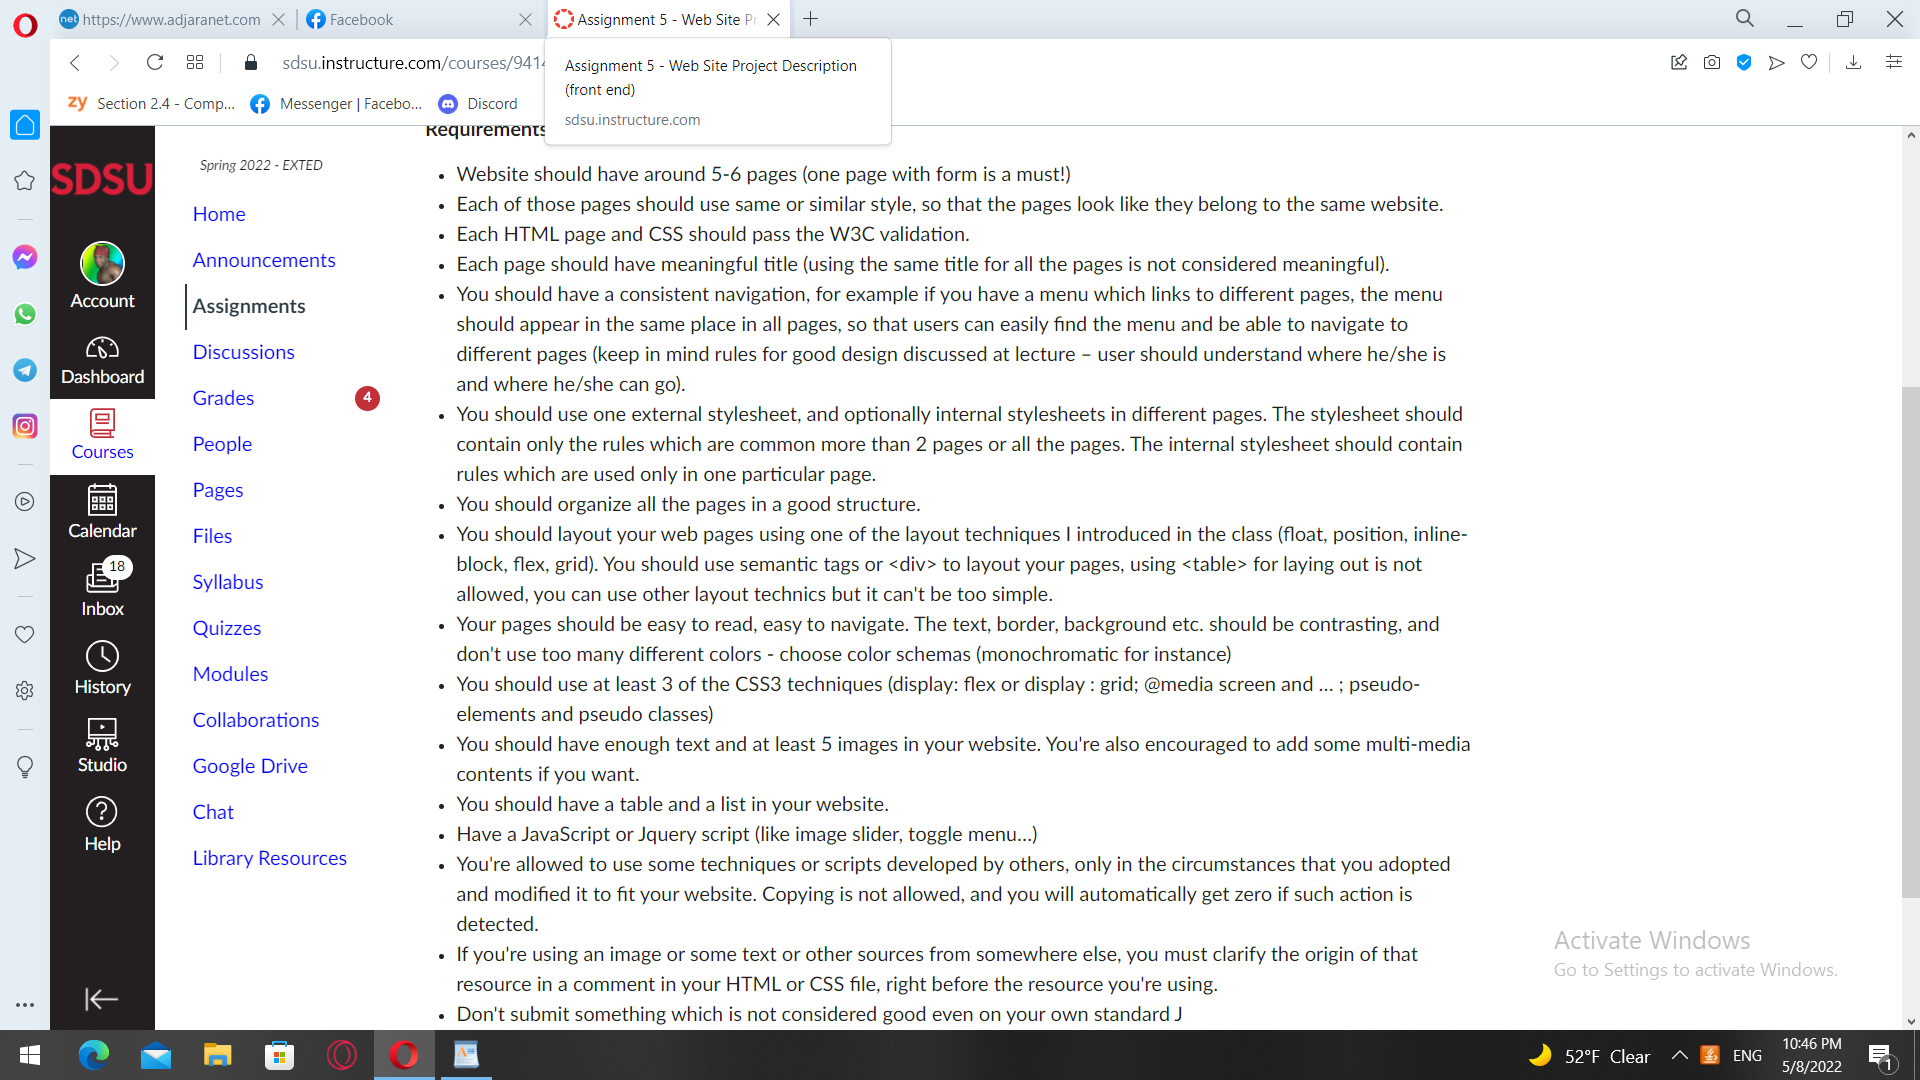 https://www.adjaranet.com
Facebook
Assignment 5 - Web Site Pr
sdsu.instructure.com/courses/9414
Assignment 5 - Web Site Project Description
(front end)
sdsu.instructure.com
Section 2.4 - Comp...
Messenger | Facebo...
Discord
SDSU
Account
Dashboard
Courses
Calendar
18
Inbox
History
Studio
Help
Spring 2022 - EXTED
Home
Announcements
Assignments
Discussions
Grades
4
People
Pages
Files
Syllabus
Quizzes
Modules
Collaborations
Google Drive
Chat
Library Resources
Requirements
Website should have around 5-6 pages (one page with form is a must!)
Each of those pages should use same or similar style, so that the pages look like they belong to the same website.
Each HTML page and CSS should pass the W3C validation.
Each page should have meaningful title (using the same title for all the pages is not considered meaningful).
You should have a consistent navigation, for example if you have a menu which links to different pages, the menu
should appear in the same place in all pages, so that users can easily find the menu and be able to navigate to
different pages (keep in mind rules for good design discussed at lecture – user should understand where he/she is
and where he/she can go).
You should use one external stylesheet, and optionally internal stylesheets in different pages. The stylesheet should
contain only the rules which are common more than 2 pages or all the pages. The internal stylesheet should contain
rules which are used only in one particular page.
You should organize all the pages in a good structure.
You should layout your web pages using one of the layout techniques I introduced in the class (float, position, inline-
block, flex, grid). You should use semantic tags or <div> to layout your pages, using <table> for laying out is not
allowed, you can use other layout technics but it can't be too simple.
Your pages should be easy to read, easy to navigate. The text, border, background etc. should be contrasting, and
don't use too many different colors - choose color schemas (monochromatic for instance)
You should use at least 3 of the CSS3 techniques (display: flex or display : grid; @media screen and ... ; pseudo-
elements and pseudo classes)
You should have enough text and at least 5 images in your website. You're also encouraged to add some multi-media
contents if you want.
You should have a table and a list in your website.
Have a JavaScript or Jquery script (like image slider, toggle menu...)
You're allowed to use some techniques or scripts developed by others, only in the circumstances that you adopted
and modified it to fit your website. Copying is not allowed, and you will automatically get zero if such action is
detected.
If you're using an image or some text or other sources from somewhere else, you must clarify the origin of that
resource in a comment in your HTML or CSS file, right before the resource you're using.
Don't submit something which is not considered good even on your own standard J
Activate Windows
Go to Settings to activate Windows.
52°F Clear
ENG
10:46 PM
5/8/2022
1